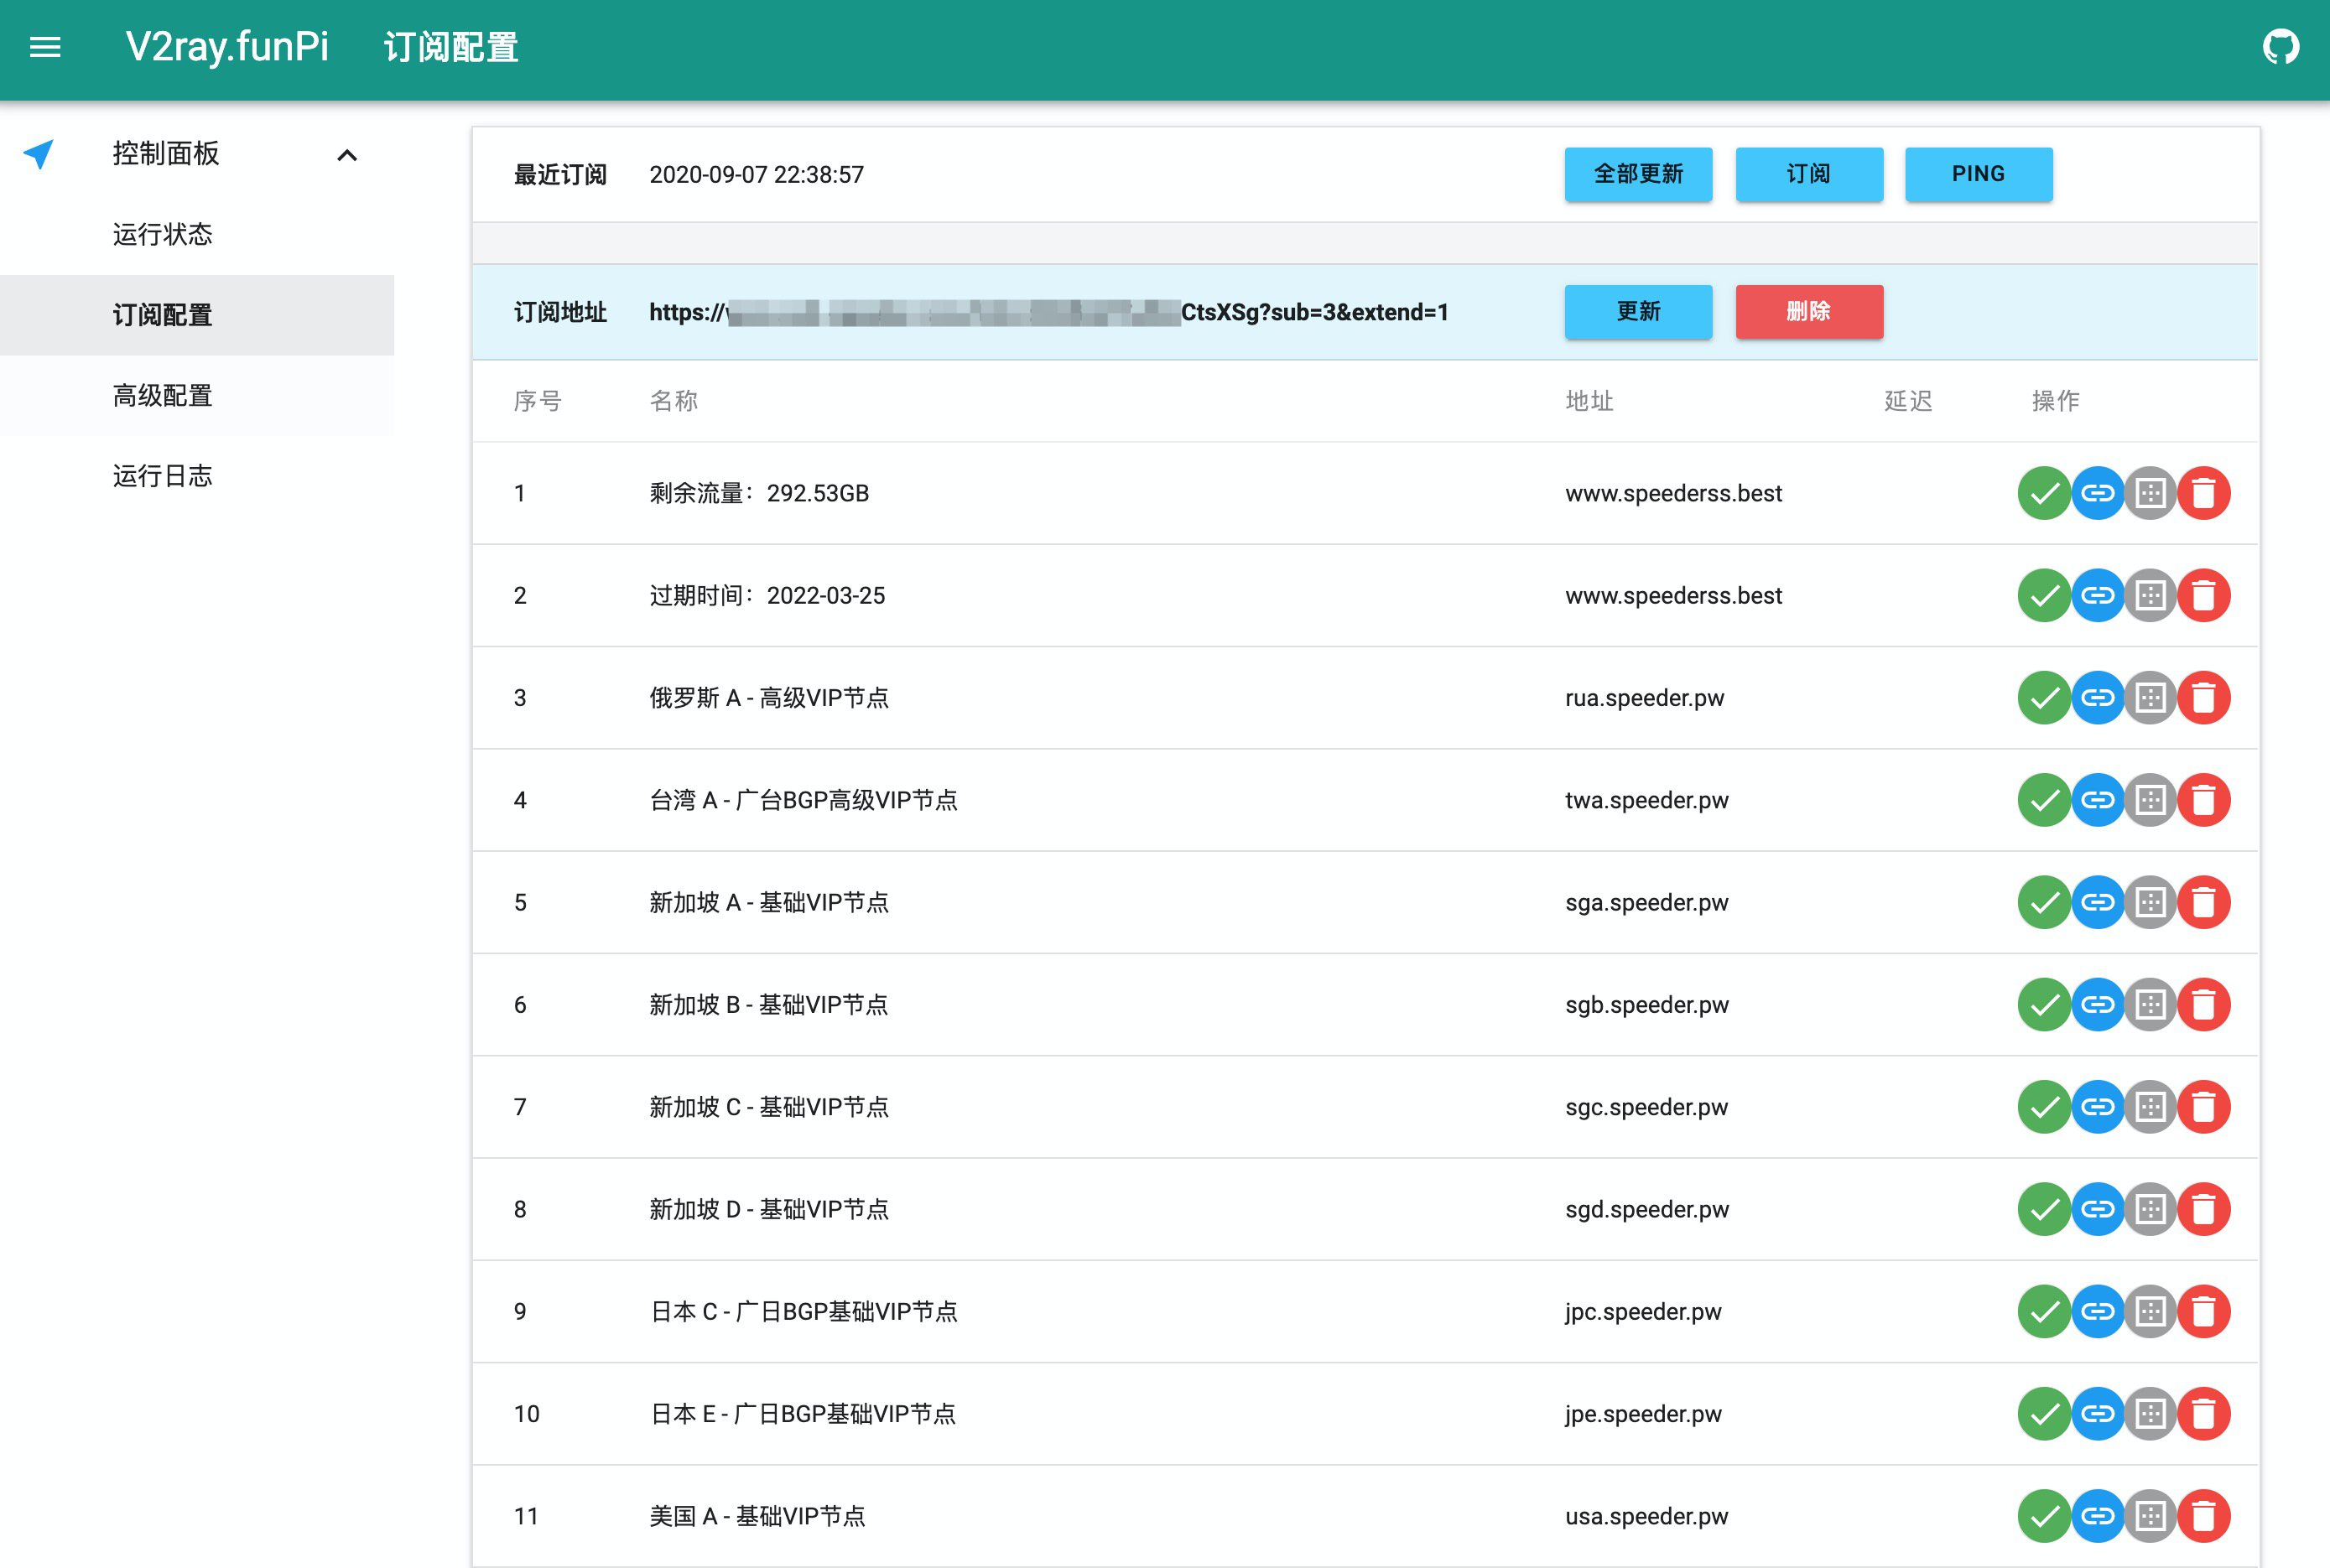 V2ray.funPi 订阅配置
控制面板
运行状态
订阅配置
高级配置
运行日志
最近订阅 2020-09-07 22:38:57 全部更新 订阅 PING
订阅地址 https:// CtsXSg?sub=3&extend=1 更新 删除
序号 名称 地址 延迟 操作
1 剩余流量：292.53GB www.speederss.best
2 过期时间：2022-03-25 www.speederss.best
3 俄罗斯 A - 高级VIP节点 rua.speeder.pw
4 台湾 A - 广台BGP高级VIP节点 twa.speeder.pw
5 新加坡 A - 基础VIP节点 sga.speeder.pw
6 新加坡 B - 基础VIP节点 sgb.speeder.pw
7 新加坡 C - 基础VIP节点 sgc.speeder.pw
8 新加坡 D - 基础VIP节点 sgd.speeder.pw
9 日本 C - 广日BGP基础VIP节点 jpc.speeder.pw
10 日本 E - 广日BGP基础VIP节点 jpe.speeder.pw
11 美国 A - 基础VIP节点 usa.speeder.pw